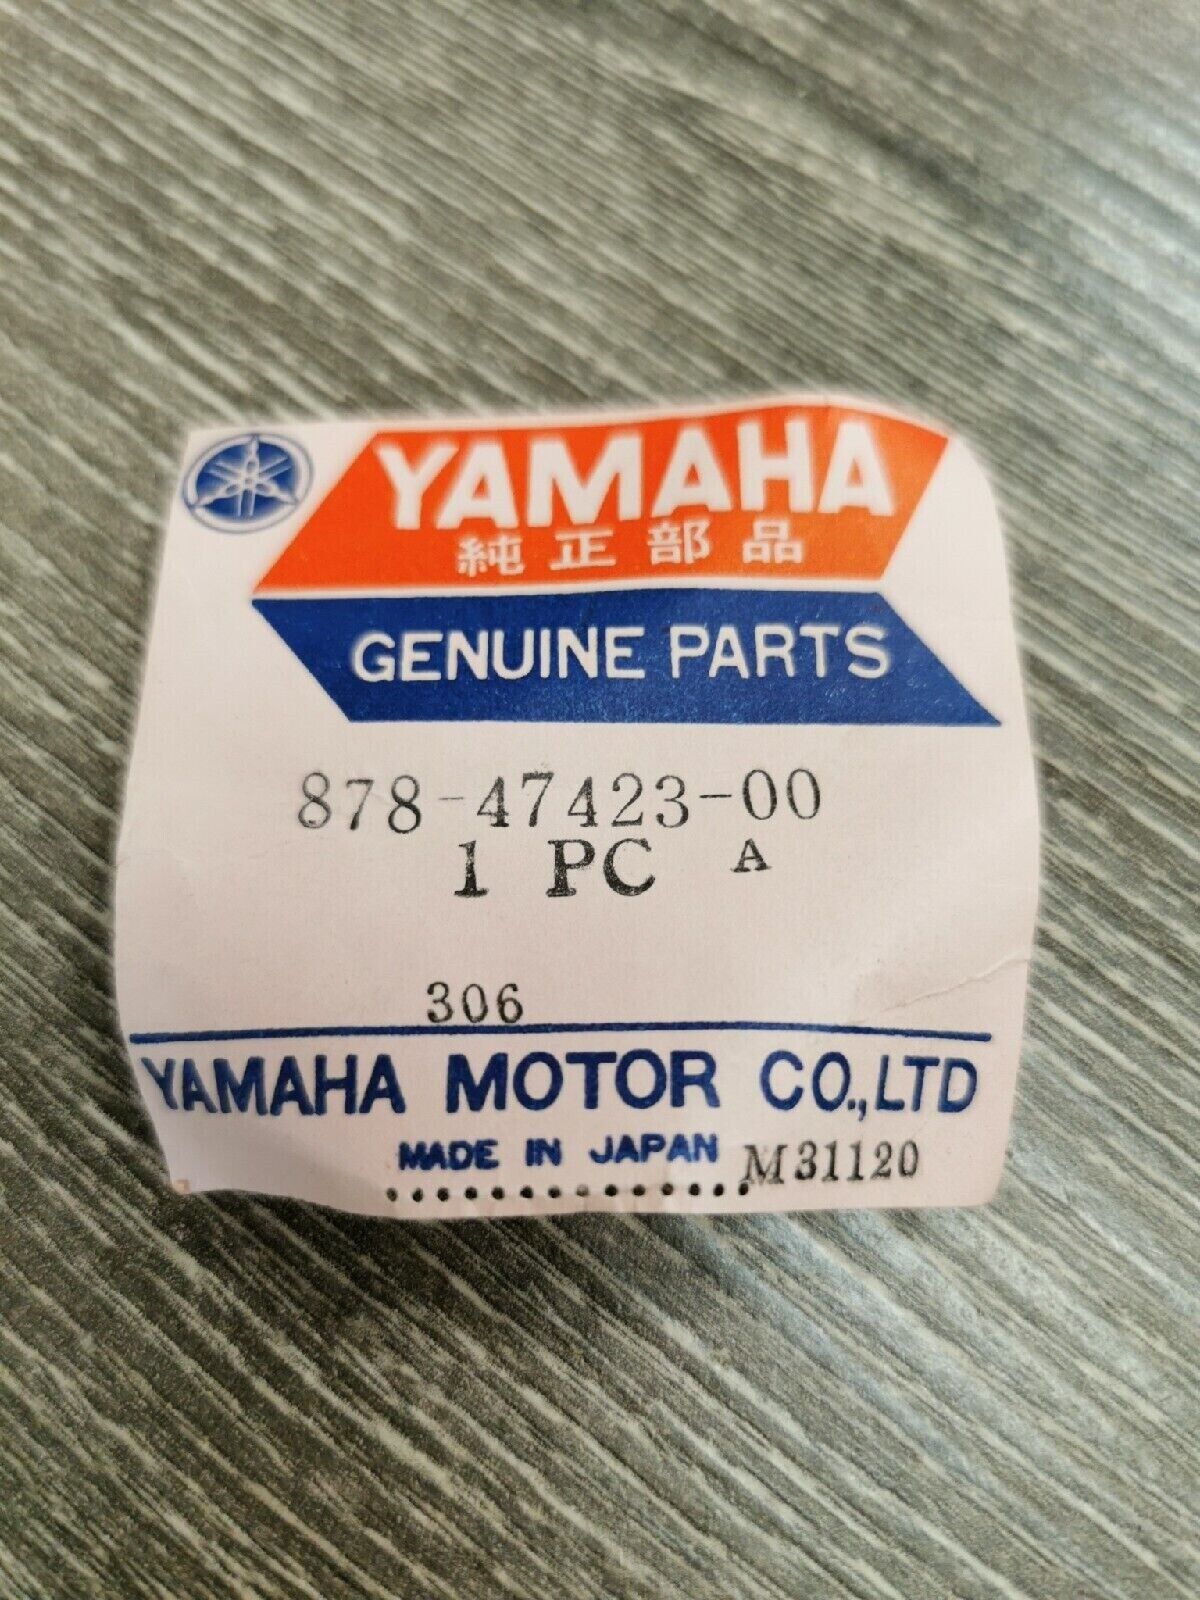 YAMAHA
純正部品
GENUINE PARTS
878-47423-00
1 PC A
306
YAMAHA MOTOR CO.,LTD
MADE IN JAPAN M31120